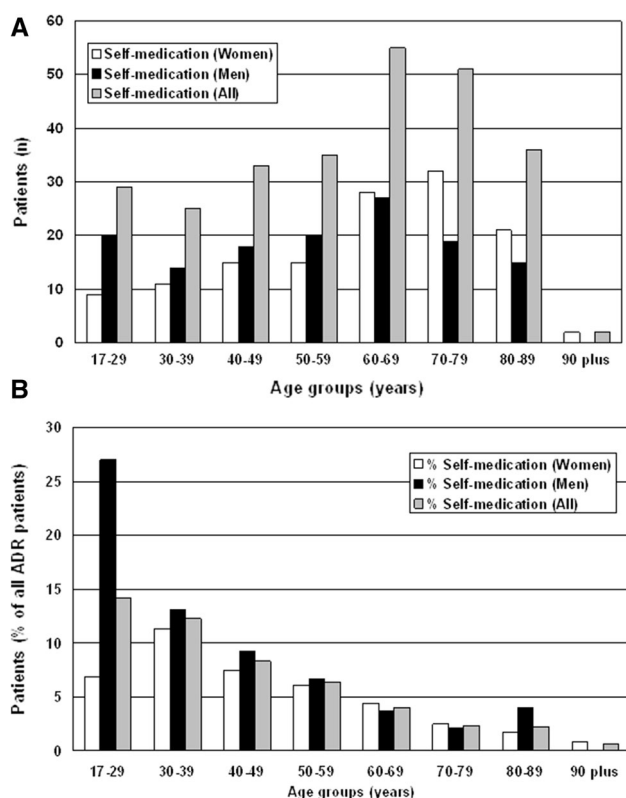 A
60
Self-medication (Women)
Self-medication (Men)
Self-medication (All)
50
40
30
20
10
0
Patients (n)
17-29 30-39 40-49 50-59 60-69 70-79 80-89 90 plus
Age groups (years)
B
30
% Self-medication (Women)
% Self-medication (Men)
% Self-medication (All)
25
20
15
10
5
0
Patients (% of all ADR patients)
17-29 30-39 40-49 50-59 60-69 70-79 80-89 90 plus
Age groups (years)